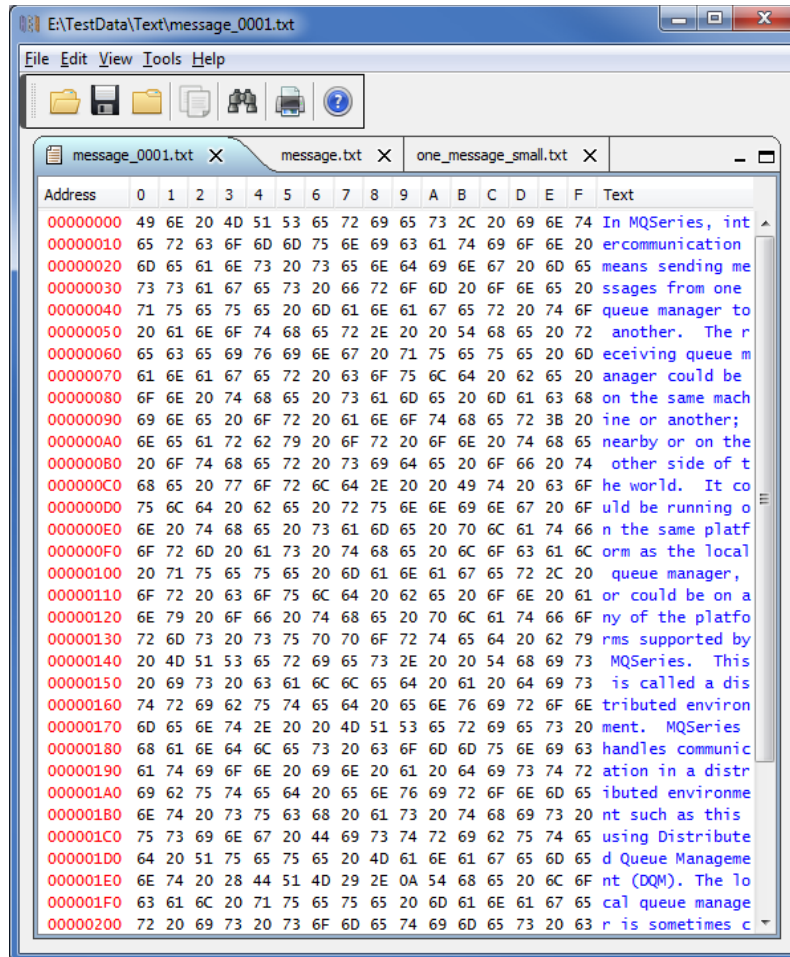 E:\TestData\Text\message_0001.txt
File Edit View Tools Help
message_0001.txt message.txt one_message_small.txt
Address 0 1 2 3 4 5 6 7 8 9 A B C D E F Text
00000000 49 6E 20 4D 51 53 65 72 69 65 73 2C 20 69 6E 74 In MQSeries, int
00000010 65 72 63 6F 6D 6D 75 6E 69 63 61 74 69 6F 6E 20 ercommunication
00000020 6D 65 61 6E 73 20 73 65 6E 64 69 6E 67 20 6D 65 means sending me
00000030 73 73 61 67 65 73 20 66 72 6F 6D 20 6F 6E 65 20 ssages from one
00000040 71 75 65 75 65 20 6D 61 6E 61 67 65 72 20 74 6F queue manager to
00000050 20 61 6E 6F 74 68 65 72 2E 20 20 54 68 65 20 72 another.  The r
00000060 65 63 65 69 76 69 6E 67 20 71 75 65 75 65 20 6D eceiving queue m
00000070 61 6E 61 67 65 72 20 63 6F 75 6C 64 20 62 65 20 anager could be
00000080 6F 6E 20 74 68 65 20 73 61 6D 65 20 6D 61 63 68 on the same mach
00000090 69 6E 65 20 6F 72 20 61 6E 6F 74 68 65 72 3B 20 ine or another;
000000A0 6E 65 61 72 62 79 20 6F 72 20 6F 6E 20 74 68 65 nearby or on the
000000B0 20 6F 74 68 65 72 20 73 69 64 65 20 6F 66 20 74 other side of t
000000C0 68 65 20 77 6F 72 6C 64 2E 20 20 49 74 20 63 6F he world.  It co
000000D0 75 6C 64 20 62 65 20 72 75 6E 6E 69 6E 67 20 6F uld be running o
000000E0 6E 20 74 68 65 20 73 61 6D 65 20 70 6C 61 74 66 n the same platf
000000F0 6F 72 6D 20 61 73 20 74 68 65 20 6C 6F 63 61 6C orm as the local
00000100 20 71 75 65 75 65 20 6D 61 6E 61 67 65 72 2C 20 queue manager,
00000110 6F 72 20 63 6F 75 6C 64 20 62 65 20 6F 6E 20 61 or could be on a
00000120 6E 79 20 6F 66 20 74 68 65 20 70 6C 61 74 66 6F ny of the platfo
00000130 72 6D 73 20 73 75 70 70 6F 72 74 65 64 20 62 79 rms supported by
00000140 20 4D 51 53 65 72 69 65 73 2E 20 20 54 68 69 73 MQSeries.  This
00000150 20 69 73 20 63 61 6C 6C 65 64 20 61 20 64 69 73 is called a dis
00000160 74 72 69 62 75 74 65 64 20 65 6E 76 69 72 6F 6E tributed environ
00000170 6D 65 6E 74 2E 20 20 4D 51 53 65 72 69 65 73 20 ment.  MQSeries
00000180 68 61 6E 64 6C 65 73 20 63 6F 6D 6D 75 6E 69 63 handles communic
00000190 61 74 69 6F 6E 20 69 6E 20 61 20 64 69 73 74 72 ation in a distr
000001A0 69 62 75 74 65 64 20 65 6E 76 69 72 6F 6E 6D 65 ibuted environme
000001B0 6E 74 20 73 75 63 68 20 61 73 20 74 68 69 73 20 nt such as this
000001C0 75 73 69 6E 67 20 44 69 73 74 72 69 62 75 74 65 using Distribute
000001D0 64 20 51 75 65 75 65 20 4D 61 6E 61 67 65 6D 65 d Queue Manageme
000001E0 6E 74 20 28 44 51 4D 29 2E 0A 54 68 65 20 6C 6F nt (DQM). The lo
000001F0 63 61 6C 20 71 75 65 75 65 20 6D 61 6E 61 67 65 cal queue manage
00000200 72 20 69 73 20 73 6F 6D 65 74 69 6D 65 73 20 63 r is sometimes c